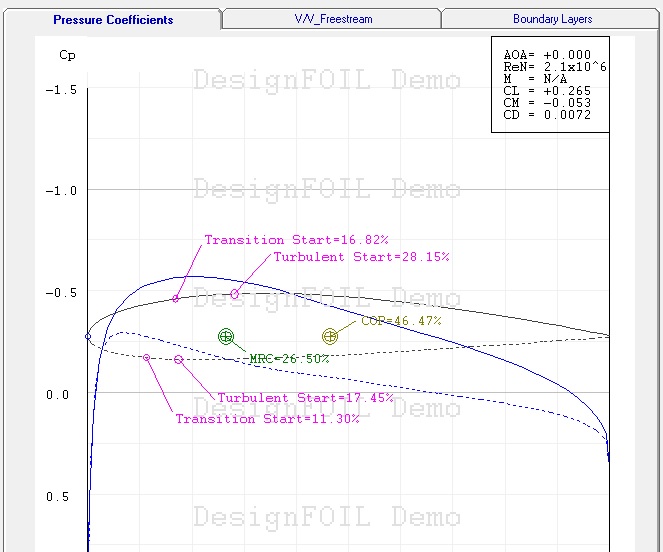 Pressure Coefficients
V/V_Freestream
Boundary Layers
Cp
DesignFOIL Demo
AOA= +0.000
ReN= 2.1x10^6
M = N/A
CL = +0.265
CM = -0.053
CD = 0.0072
-1.5
-1.0
DesignFOIL Demo
Transition Start=16.82%
Turbulent Start=28.15%
-0.5
DesignFOIL Demo
COP=46.47%
MRC=26.50%
0.0
Turbulent Start=17.45%
DesignFOIL Demo
Transition Start=11.30%
0.5
DesignFOIL Demo